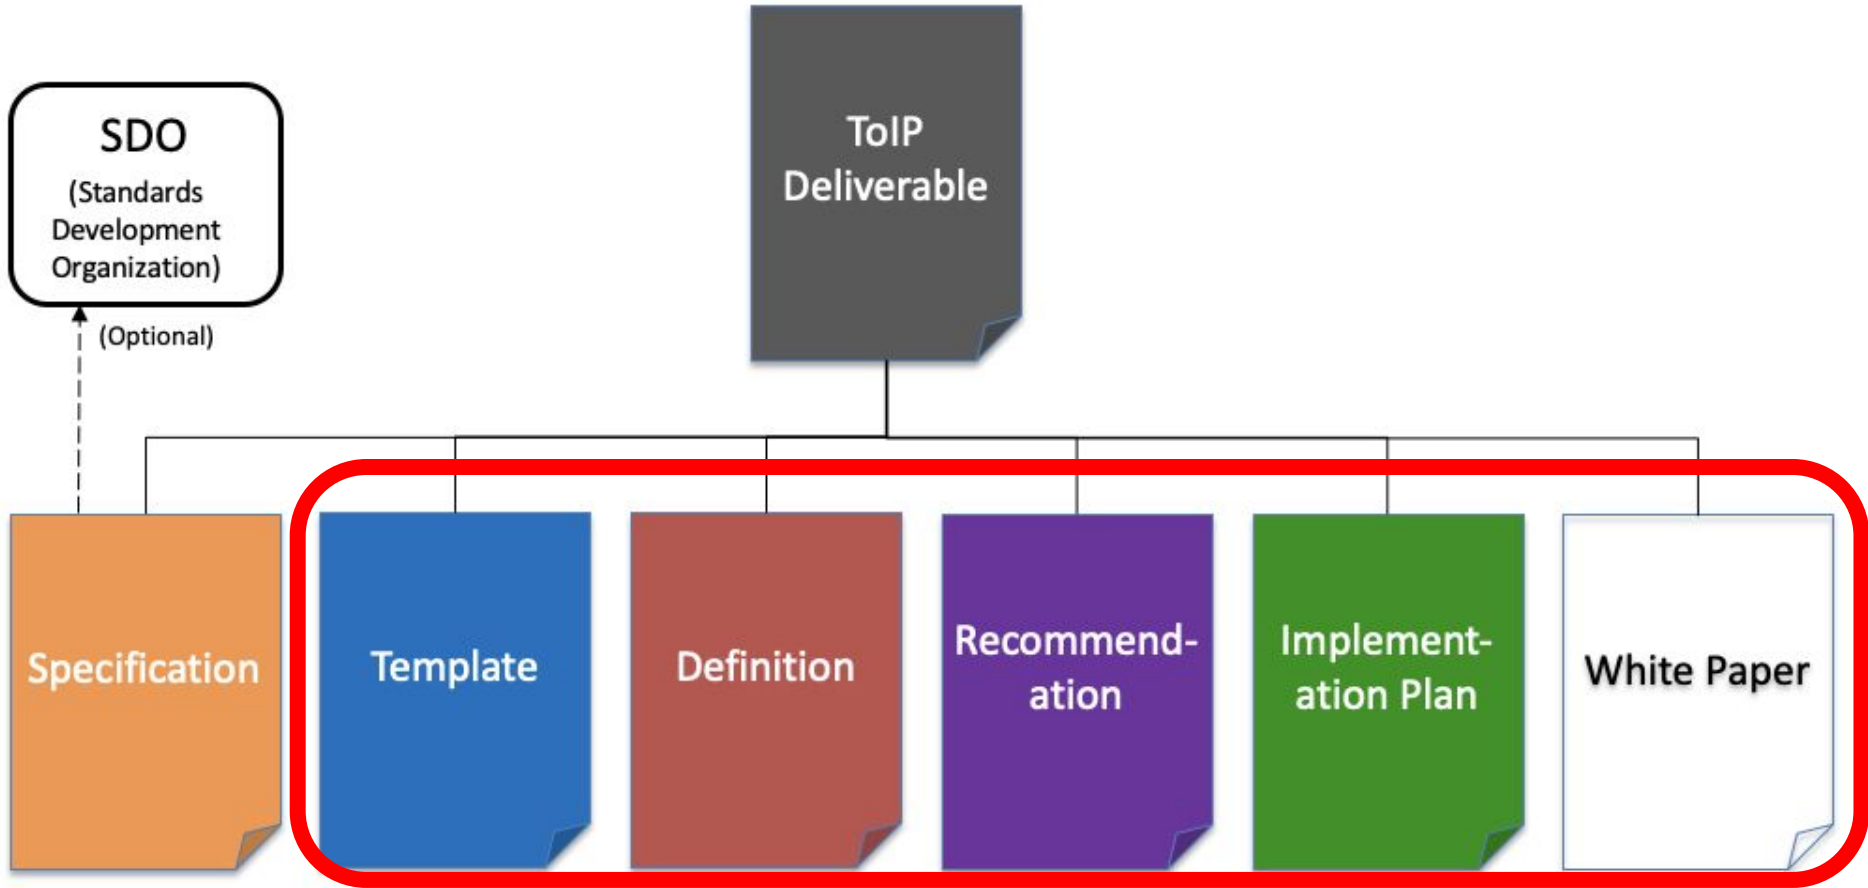 ToIP
Deliverable
SDO
(Standards
Development
Organization)
(Optional)
Specification
Template
Definition
Recommend-
ation
Implement-
ation Plan
White Paper